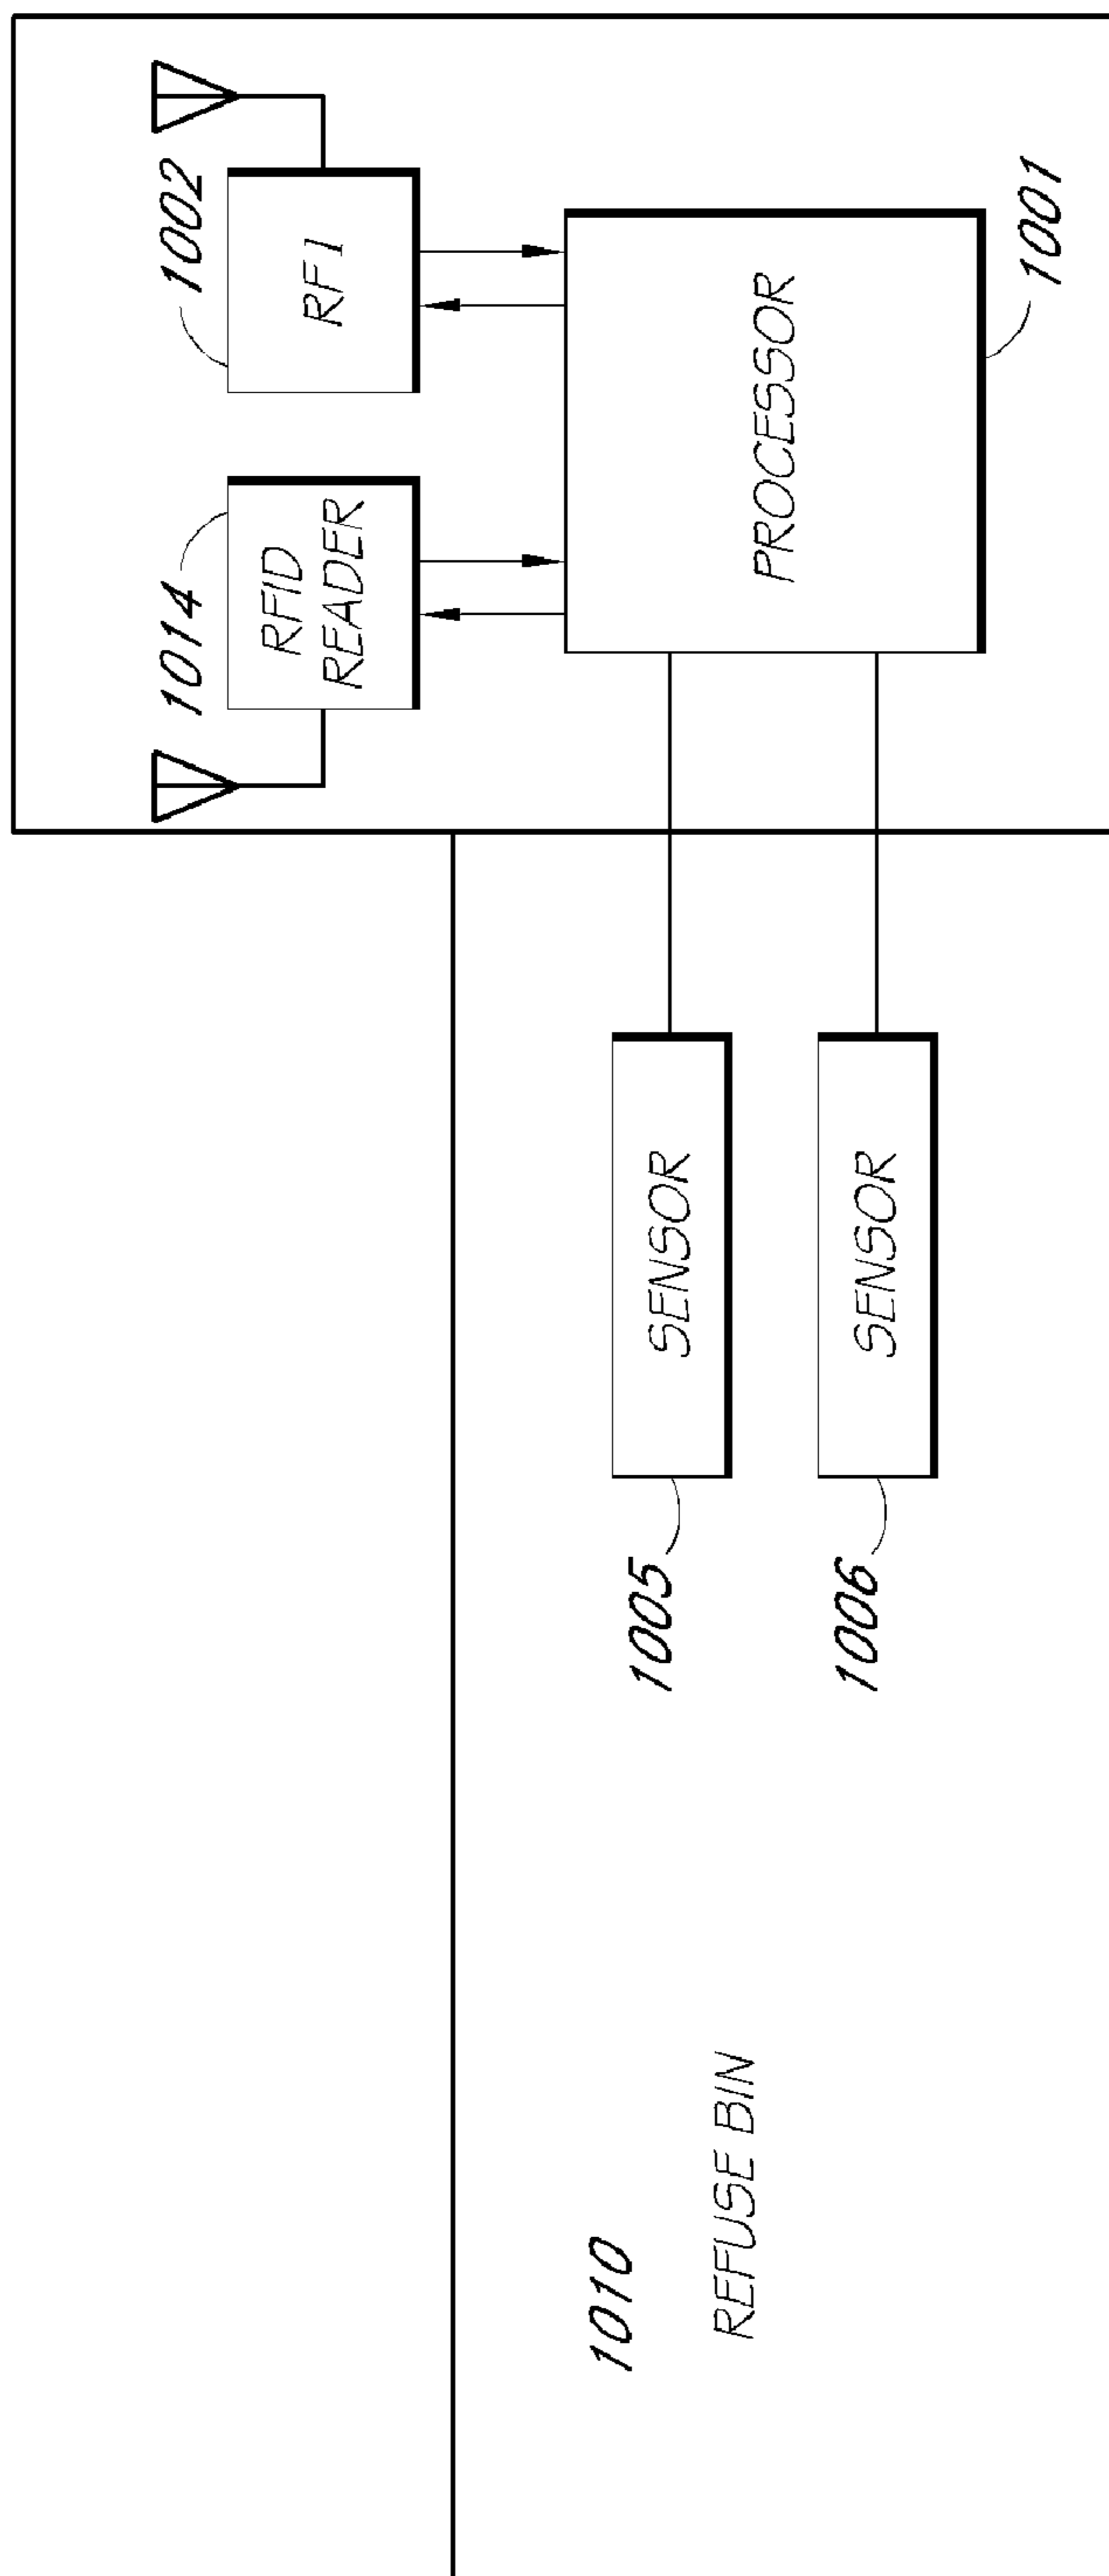 1010
REFUSE BIN
1005
SENSOR
1006
SENSOR
1014
RFID
READER
1002
RF1
PROCESSOR
1001